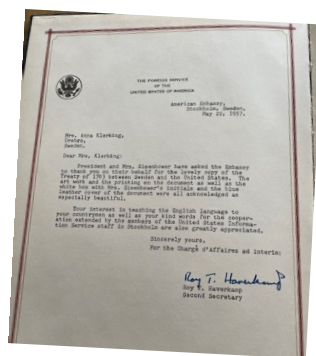 THE FOREIGN SERVICE
OF THE
UNITED STATES OF AMERICA
American Embassy,
Stockholm, Sweden,
May 22, 1957.
Mrs. Anna Klerking,
Orebro,
Sweden.
Dear Mrs. Klerking:
President and Mrs. Eisenhower have asked the Embassy
to thank you on their behalf for the lovely copy of the
Treaty of 1783 between Sweden and the United States. The
art work and the printing on the document as well as the
white box with Mrs. Eisenhower's initials and the blue
leather cover of the document were all acknowledged as
especially beautiful.
Your interest in teaching the English language to
your countrymen as well as your kind words for the cooper-
ation extended by the members of the United States Informa-
tion Service staff in Stockholm are also greatly appreciated.
Sincerely yours,
For the Chargé d'Affaires ad interim:
Roy T. Haverkamp
Roy T. Haverkamp
Second Secretary